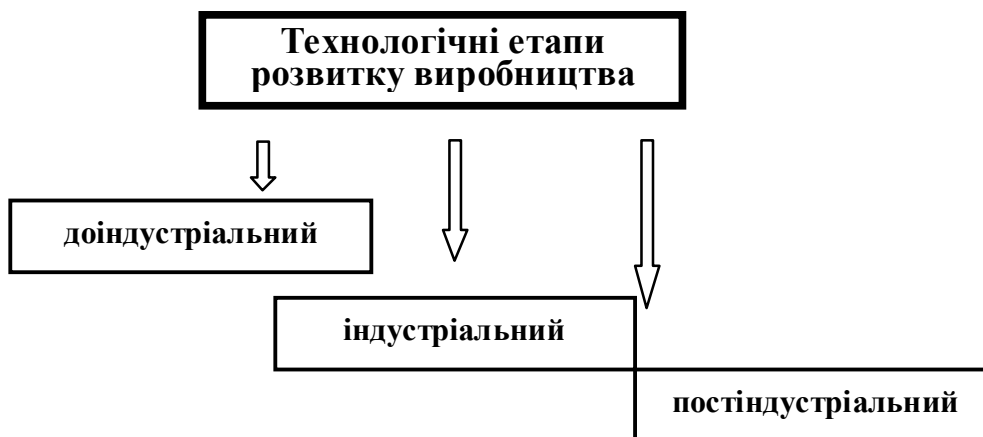 Технологічні етапи
розвитку виробництва
доіндустріальний
індустріальний
постіндустріальний